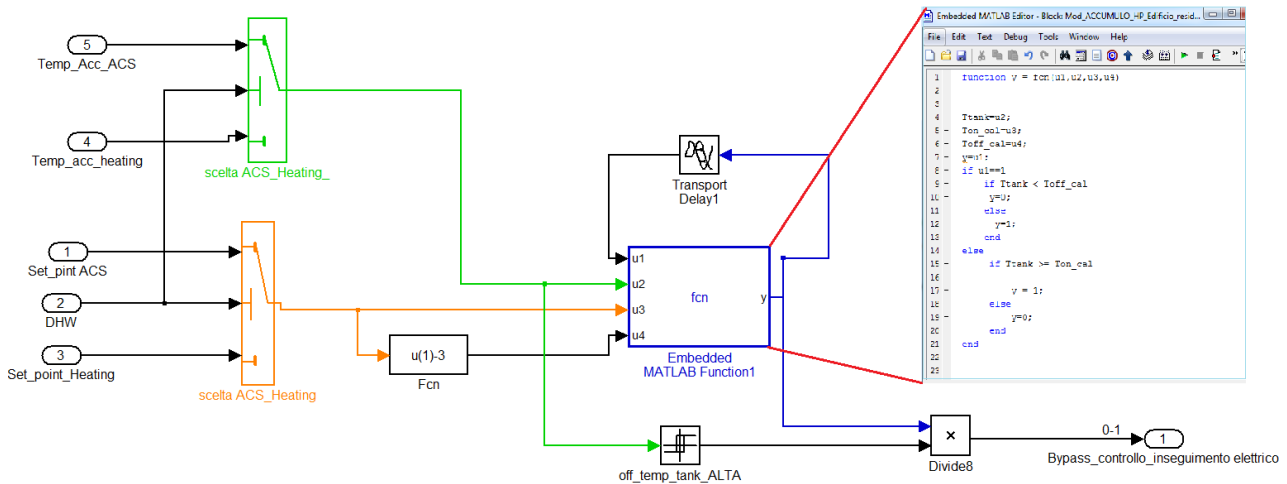 5
Temp_Acc_ACS
4
Temp_acc_heating
scelta ACS_Heating_
1
Set_pint ACS
2
DHW
3
Set_point_Heating
scelta ACS_Heating
u(1)-3
Fcn
Transport
Delay1
u1
u2
u3
u4
fcn
y
Embedded
MATLAB Function1
off_temp_tank_ALTA
×
Divide8
0-1
1
Bypass_controllo_inseguimento elettrico
Embedded MATLAB Editor - Block: Mod_ACCUMULO_HP_Edificio_resid...
File Edit Text Debug Tools Window Help
1 function y = fcn(u1,u2,u3,u4)
2
3
4 Ttank=u2;
5 - Ton_cal=u3;
6 - Toff_cal=u4;
7 - y=u1;
8 - if u1==1
9 - if Ttank < Toff_cal
10 - y=0;
11 else
12 - y=1;
13 end
14 else
15 - if Ttank >= Ton_cal
16
17 - y = 1;
18 else
19 - y=0;
20 end
21 end
22
23